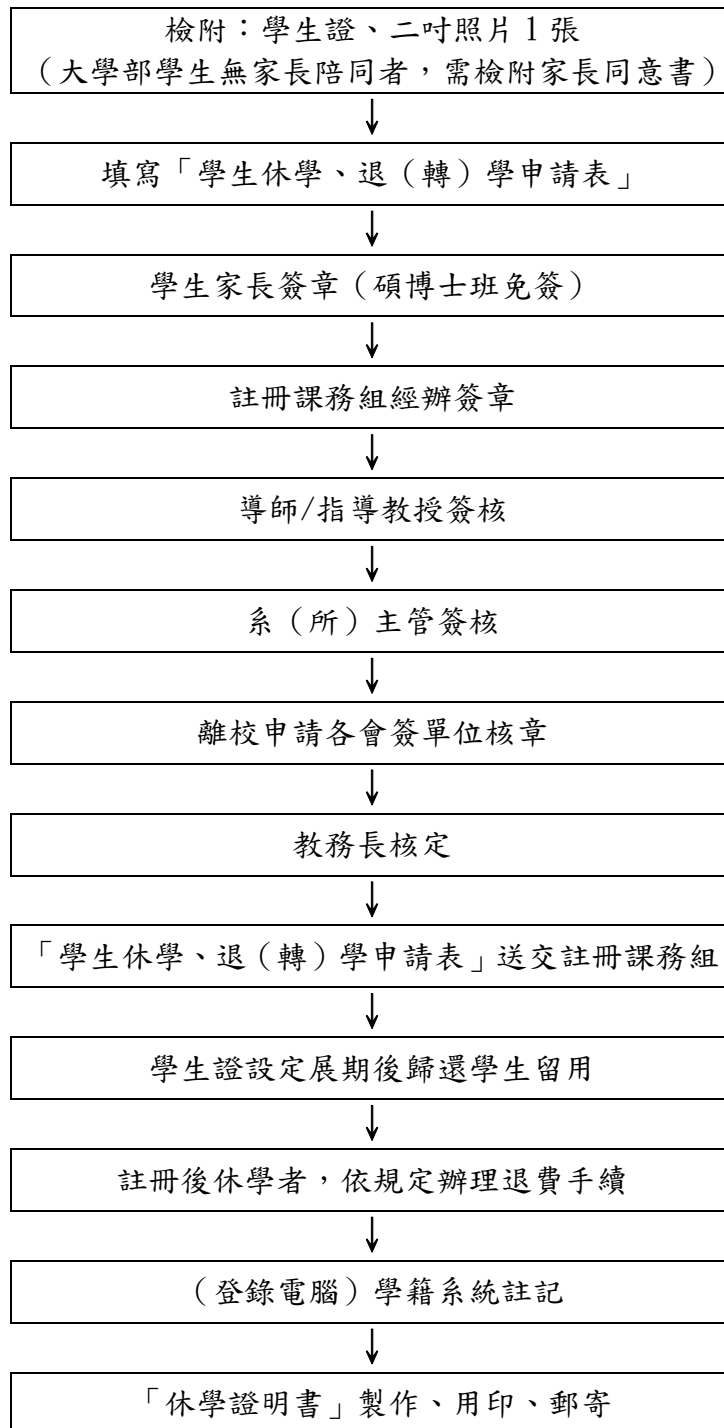 檢附：學生證、二吋照片 1 張
（大學部學生無家長陪同者，需檢附家長同意書）
填寫「學生休學、退（轉）學申請表」
學生家長簽章（碩博士班免簽）
註冊課務組經辦簽章
導師/指導教授簽核
系（所）主管簽核
離校申請各會簽單位核章
教務長核定
「學生休學、退（轉）學申請表」送交註冊課務組
學生證設定展期後歸還學生留用
註冊後休學者，依規定辦理退費手續
（登錄電腦）學籍系統註記
「休學證明書」製作、用印、郵寄